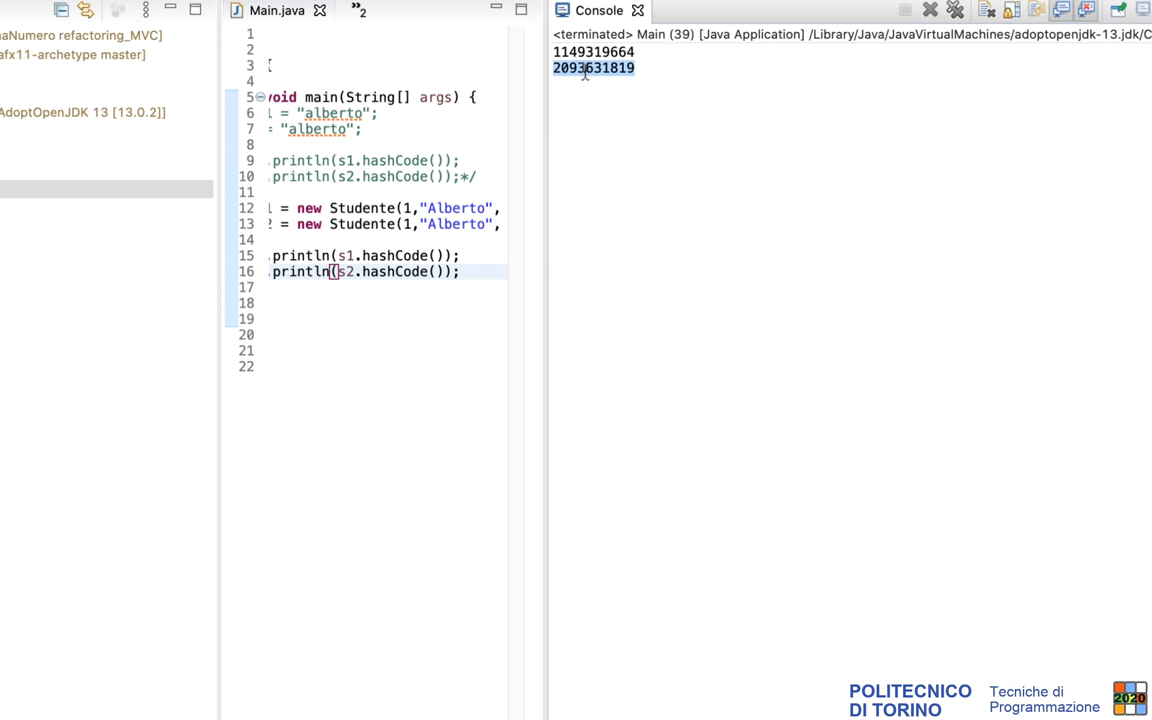 Main.java
»2
Console
<terminated> Main (39) [Java Application] /Library/Java/JavaVirtualMachines/adoptopenjdk-13.jdk/C
aNumero refactoring_MVC]
afx11-archetype master]
AdoptOpenJDK 13 [13.0.2]]
1
2
3 {
4
5 void main(String[] args) {
6 1 = "alberto";
7 = "alberto";
8
9 .println(s1.hashCode());
10 .println(s2.hashCode());*/
11
12 1 = new Studente(1,"Alberto",
13 2 = new Studente(1,"Alberto",
14
15 .println(s1.hashCode());
16 .println(s2.hashCode());
17
18
19
20
21
22
1149319664
2093631819
POLITECNICO
DI TORINO
Tecniche di
Programmazione
2020